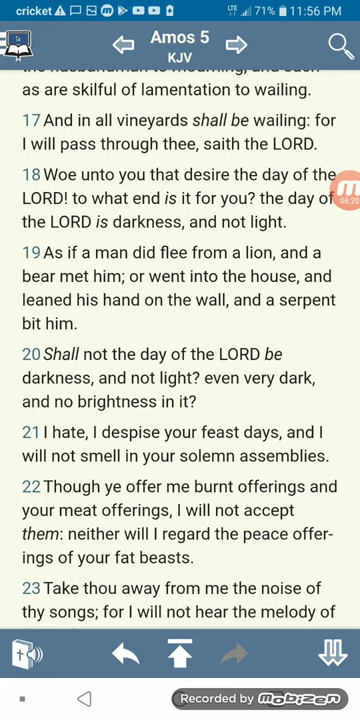 cricket LTE 71% 11:56 PM
Amos 5
KJV
as are skilful of lamentation to wailing.
17 And in all vineyards shall be wailing: for
I will pass through thee, saith the LORD.
18 Woe unto you that desire the day of the
LORD! to what end is it for you? the day of
the LORD is darkness, and not light.
06:20
19 As if a man did flee from a lion, and a
bear met him; or went into the house, and
leaned his hand on the wall, and a serpent
bit him.
20 Shall not the day of the LORD be
darkness, and not light? even very dark,
and no brightness in it?
21 I hate, I despise your feast days, and I
will not smell in your solemn assemblies.
22 Though ye offer me burnt offerings and
your meat offerings, I will not accept
them: neither will I regard the peace offer-
ings of your fat beasts.
23 Take thou away from me the noise of
thy songs; for I will not hear the melody of
Recorded by mobizen